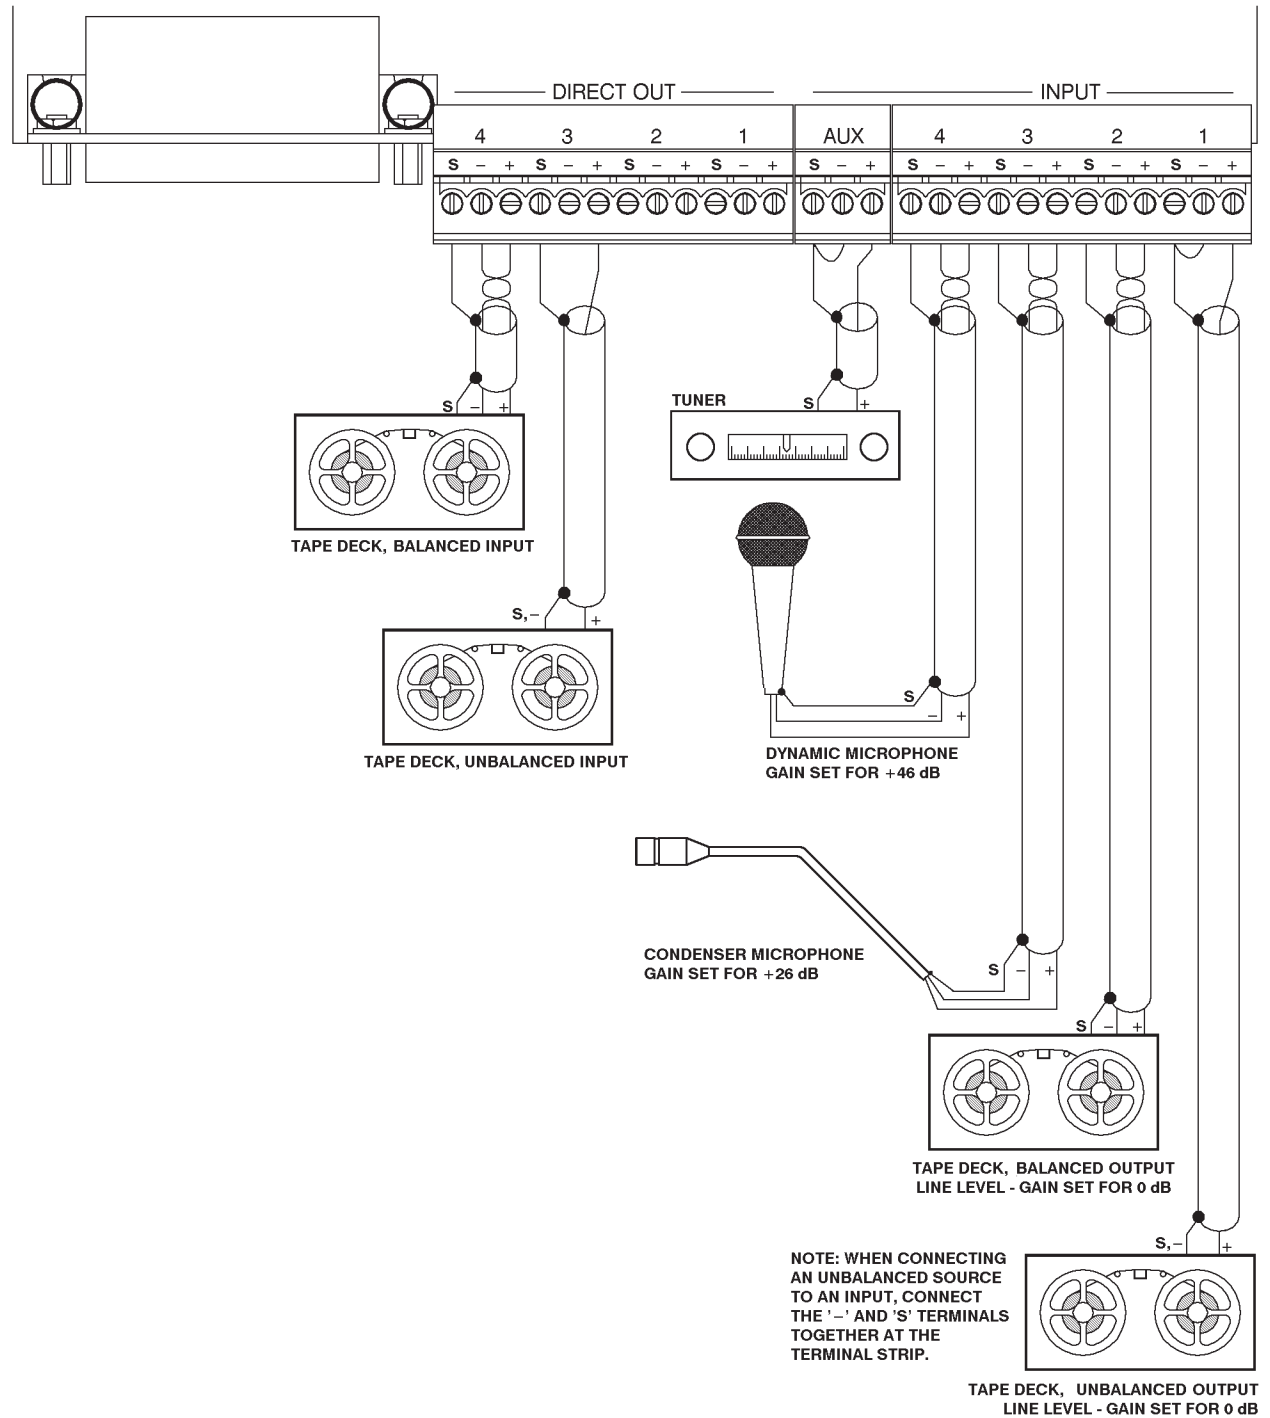 DIRECT OUT INPUT
4 3 2 1 AUX 4 3 2 1
S − + S − + S − + S − + S − + S − + S − + S − + S − +
S − +
TUNER
S +
TAPE DECK, BALANCED INPUT
S,− +
TAPE DECK, UNBALANCED INPUT
S
− +
DYNAMIC MICROPHONE
GAIN SET FOR +46 dB
CONDENSER MICROPHONE
GAIN SET FOR +26 dB
S − +
S − +
TAPE DECK, BALANCED OUTPUT
LINE LEVEL - GAIN SET FOR 0 dB
S,− +
NOTE: WHEN CONNECTING
AN UNBALANCED SOURCE
TO AN INPUT, CONNECT
THE '−' AND 'S' TERMINALS
TOGETHER AT THE
TERMINAL STRIP.
TAPE DECK, UNBALANCED OUTPUT
LINE LEVEL - GAIN SET FOR 0 dB